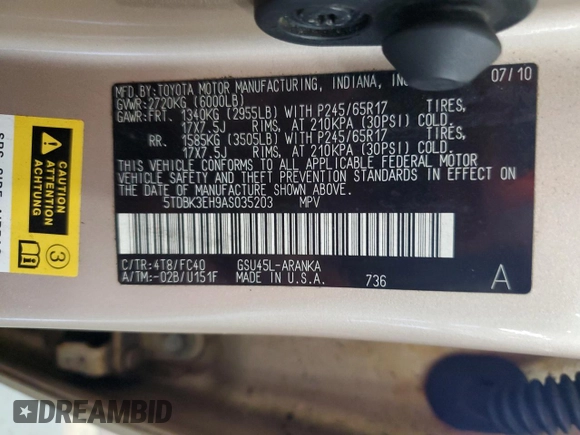 07/10
MFD.BY:TOYOTA MOTOR MANUFACTURING, INDIANA, INC
GVWR:2720KG (6000LB)
GAWR:FRT. 1340KG (2955LB) WITH P245/65R17 TIRES,
17X7.5J RIMS, AT 210KPA (30PSI) COLD.
RR. 1585KG (3505LB) WITH P245/65R17 TIRES,
17X7.5J RIMS, AT 210KPA (30PSI) COLD.
THIS VEHICLE CONFORMS TO ALL APPLICABLE FEDERAL MOTOR
VEHICLE SAFETY AND THEFT PREVENTION STANDARDS IN EFFECT ON
THE DATE OF MANUFACTURE SHOWN ABOVE.
5TDBK3EH9AS035203 MPV
C/TR:4T8/FC40 GSU45L-ARANKA
A/TM:-02B/U151F MADE IN U.S.A. 736 A
CAUTION
ATTENTION
ACHTUNG
3
DREAMBID